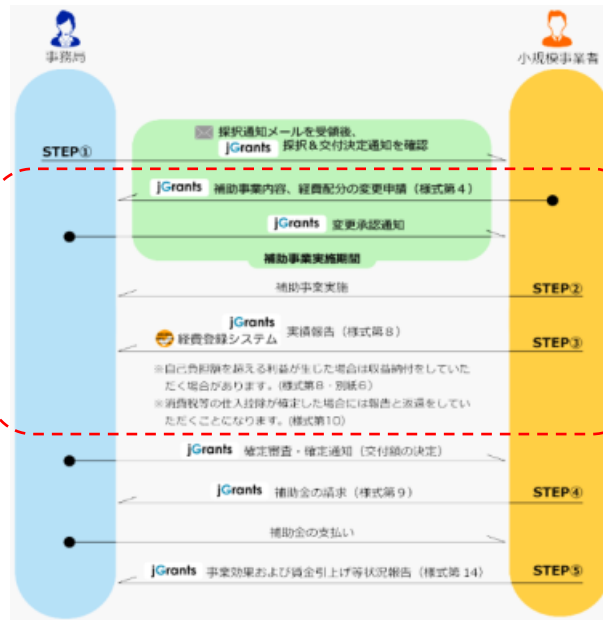 事務局
小規模事業者
採択通知メールを受領後、
STEP① jGrants 採択&交付決定通知を確認
jGrants 補助事業内容、経費配分の変更申請（様式第４）
jGrants 変更承認通知
補助事業実施期間
補助事業実施 STEP②
jGrants
経費登録システム 実績報告（様式第８） STEP③
※自己負担額を超える利益が生じた場合は収益納付をしていた
だく場合があります。(様式第８・別紙６)
※消費税等の仕入控除が確定した場合には報告と返還をしてい
ただくことになります。(様式第10)
jGrants 確定審査・確定通知（交付額の決定）
jGrants 補助金の請求（様式第９） STEP④
補助金の支払い
jGrants 事業効果および賃金引上げ等状況報告（様式第 14） STEP⑤